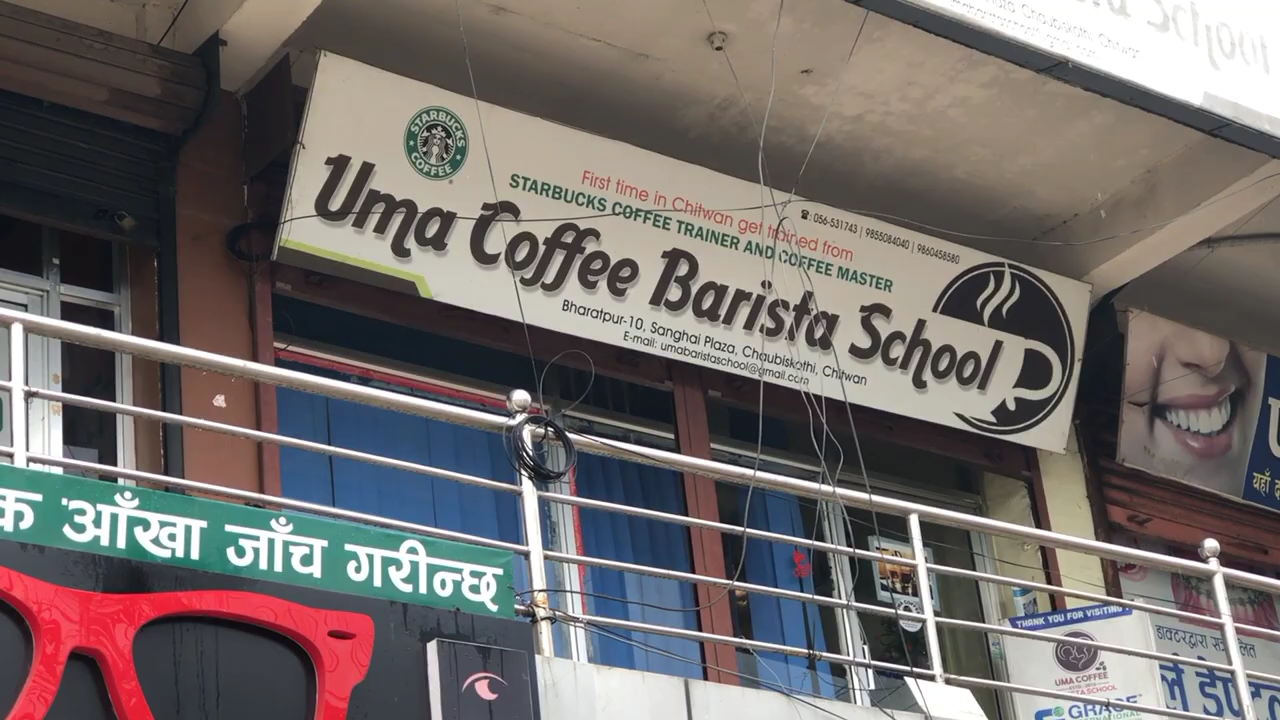 STARBUCKS
COFFEE
First time in Chitwan get trained from
STARBUCKS COFFEE TRAINER AND COFFEE MASTER
☎: 056-531743 | 9855084040 | 9860458580
Uma Coffee Barista School
Bharatpur-10, Sanghai Plaza, Chaubiskothi, Chitwan
E-mail: umabaristaschool@gmail.com
क आँखा जाँच गरीन्छ
यहाँ
THANK YOU FOR VISITING
UMA COFFEE
BARISTA SCHOOL
GRACE